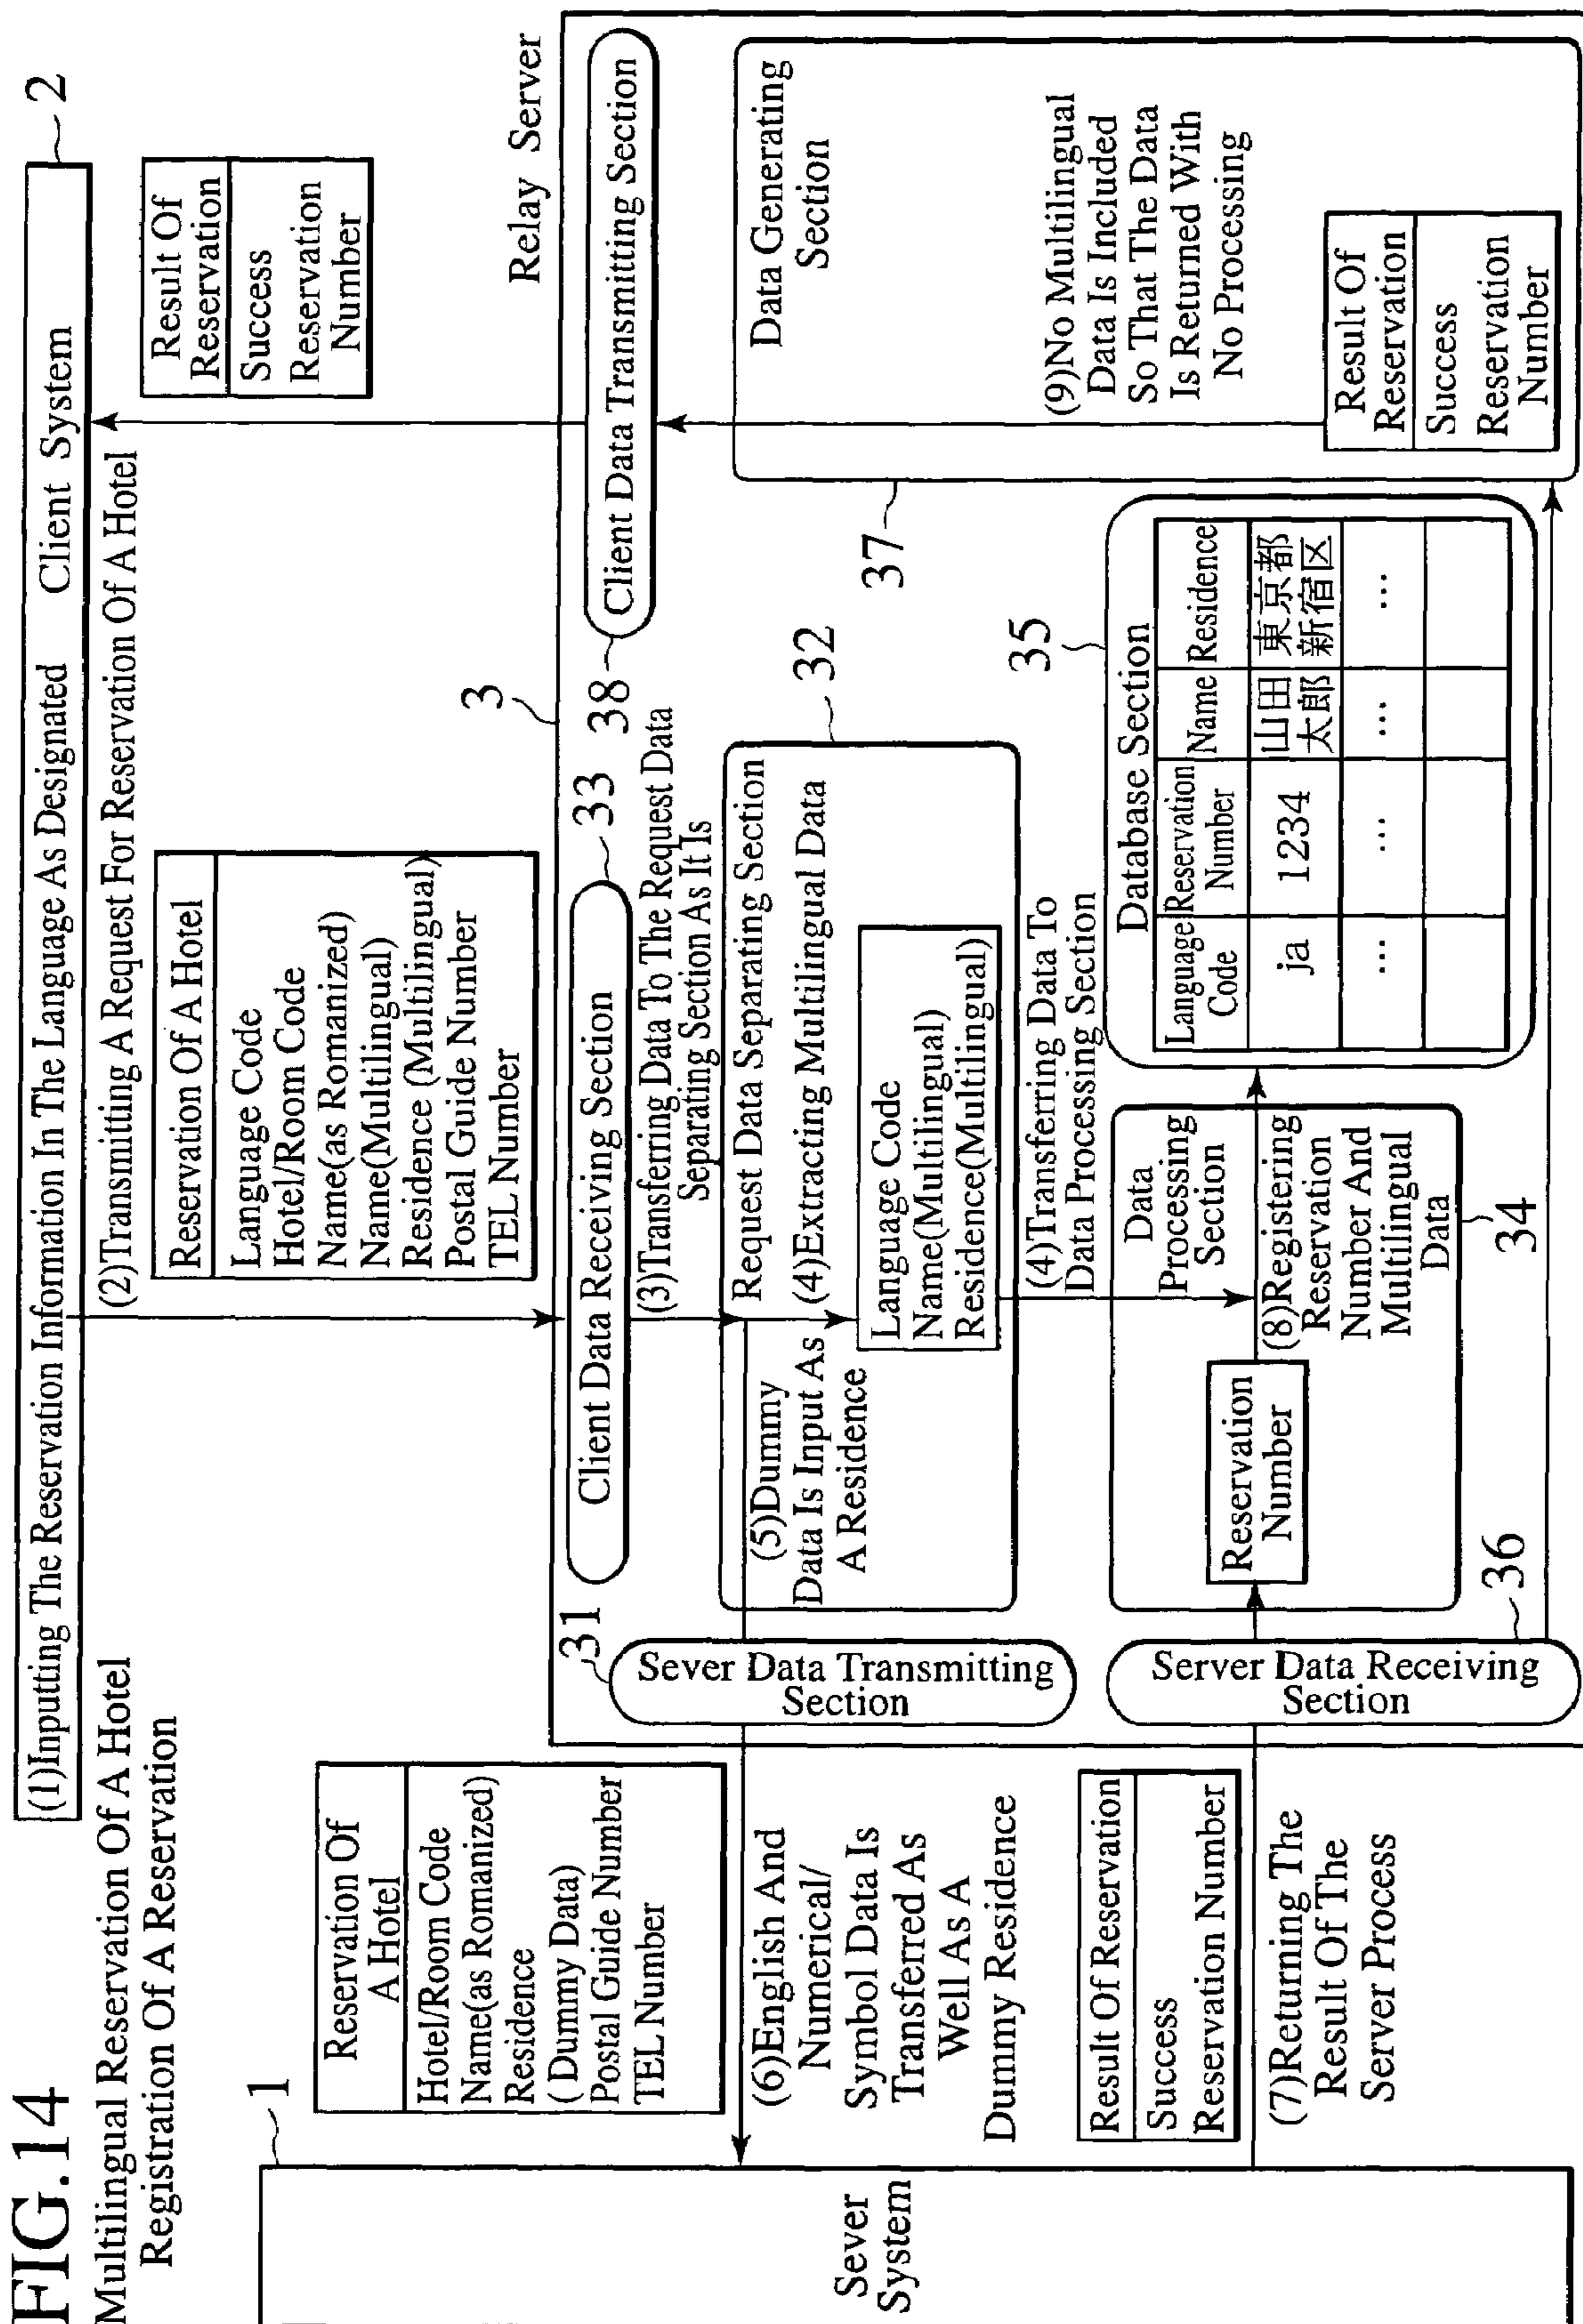 FIG.14
Multilingual Reservation Of A Hotel
Registration Of A Reservation
(1)Inputing The Reservation Information In The Language As Designated
Client System
2
(2)Transmitting A Request For Reservation Of A Hotel
Reservation Of A Hotel
Language Code
Hotel/Room Code
Name(as Romanized)
Name(Multilingual)
Residence (Multilingual)
Postal Guide Number
TEL Number
Result Of
Reservation
Success
Reservation
Number
1
Sever
System
Reservation Of
A Hotel
Hotel/Room Code
Name(as Romanized)
Residence
(Dummy Data)
Postal Guide Number
TEL Number
(6)English And
Numerical/
Symbol Data Is
Transferred As
Well As A
Dummy Residence
Result Of Reservation
Success
Reservation Number
(7)Returning The
Result Of The
Server Process
3
Relay Server
Client Data Receiving Section
33
38
Client Data Transmitting Section
(3)Transferring Data To The Request Data
Separating Section As It Is
31
Sever Data Transmitting
Section
32
Request Data Separating Section
(4)Extracting Multilingual Data
(5)Dummy
Data Is Input As
A Residence
Language Code
Name(Multilingual)
Residence(Multilingual)
(4)Transferring Data To
Data Processing Section
Server Data Receiving
Section
36
Data
Processing
Section
Reservation
Number
(8)Registering
Reservation
Number And
Multilingual
Data
34
35
Database Section
Language Code
Reservation Number
Name
Residence
ja
1234
山田
太郎
東京都
新宿区
...
...
...
...
37
Data Generating
Section
(9)No Multilingual
Data Is Included
So That The Data
Is Returned With
No Processing
Result Of
Reservation
Success
Reservation
Number